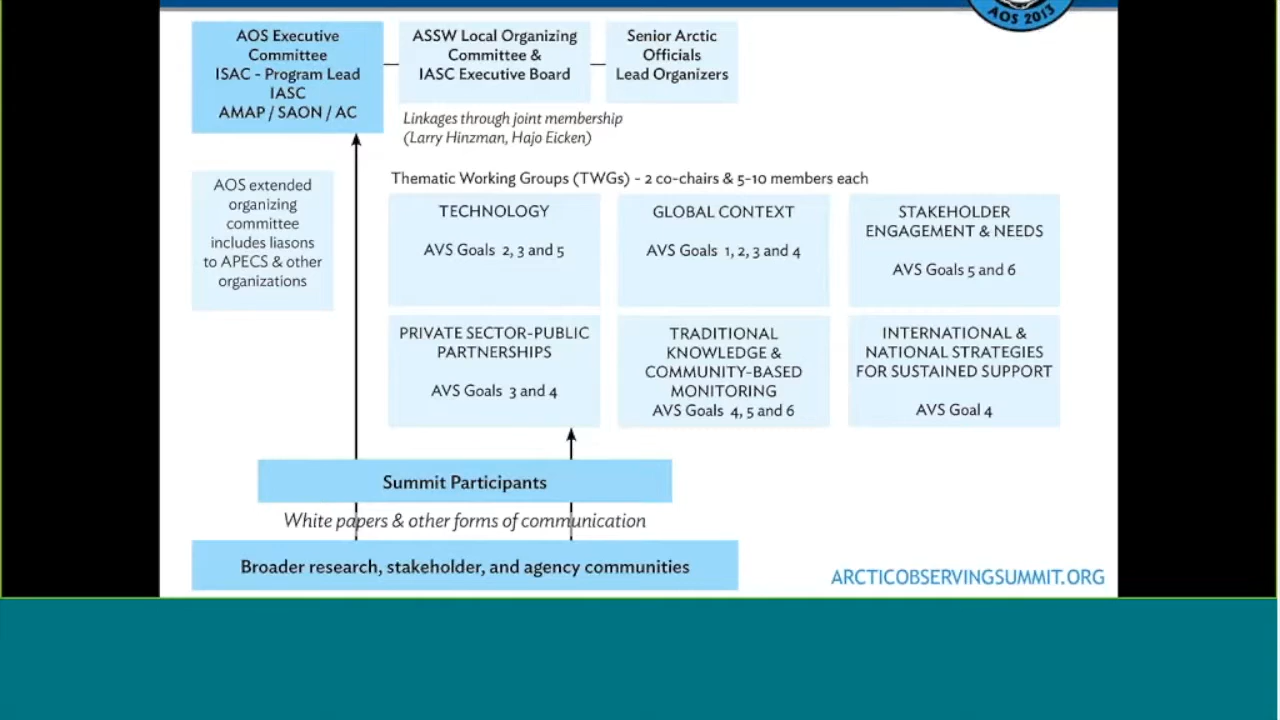 AOS 2013
AOS Executive
Committee
ISAC - Program Lead
IASC
AMAP / SAON / AC
ASSW Local Organizing
Committee &
IASC Executive Board
Senior Arctic
Officials
Lead Organizers
Linkages through joint membership
(Larry Hinzman, Hajo Eicken)
AOS extended
organizing
committee
includes liasons
to APECS & other
organizations
Thematic Working Groups (TWGs) - 2 co-chairs & 5-10 members each
TECHNOLOGY
AVS Goals 2, 3 and 5
GLOBAL CONTEXT
AVS Goals 1, 2, 3 and 4
STAKEHOLDER
ENGAGEMENT & NEEDS
AVS Goals 5 and 6
PRIVATE SECTOR-PUBLIC
PARTNERSHIPS
AVS Goals 3 and 4
TRADITIONAL
KNOWLEDGE &
COMMUNITY-BASED
MONITORING
AVS Goals 4, 5 and 6
INTERNATIONAL &
NATIONAL STRATEGIES
FOR SUSTAINED SUPPORT
AVS Goal 4
Summit Participants
White papers & other forms of communication
Broader research, stakeholder, and agency communities
ARCTICOBSERVINGSUMMIT.ORG